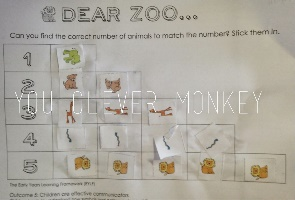 DEAR ZOO...
Can you find the correct number of animals to match the number? Stick them in.
1
2
YOU CLEVER MONKEY
3
4
5
The Early Years Learning Framework (EYLF)
Outcome 5: Children are effective communicators.